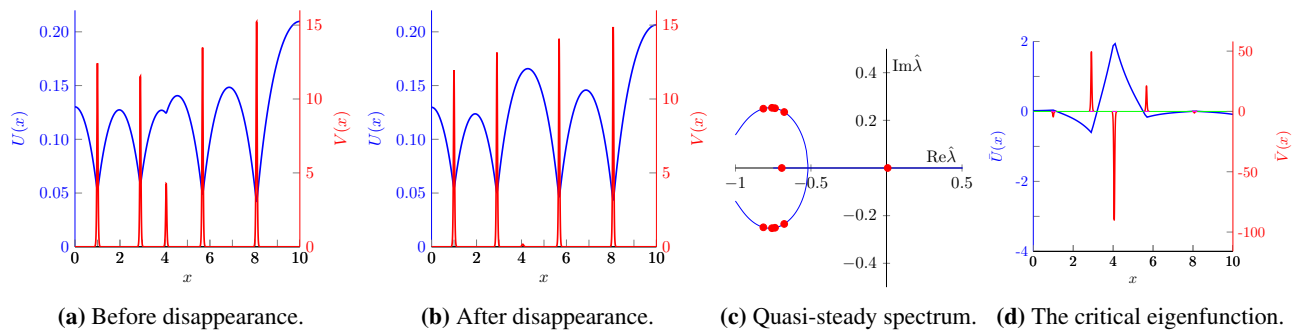 0.20
0.15
0.10
0.05
0
U(x)
15
10
5
0
V(x)
0 2 4 6 8 10
x
(a) Before disappearance.
0.20
0.15
0.10
0.05
0
U(x)
15
10
5
0
V(x)
0 2 4 6 8 10
x
(b) After disappearance.
Imλ̂
0.4
0.2
−0.2
−0.4
Reλ̂
−1 −0.5 0.5
(c) Quasi-steady spectrum.
2
0
−2
−4
Ū(x)
50
0
−50
−100
V̄(x)
0 2 4 6 8 10
x
(d) The critical eigenfunction.